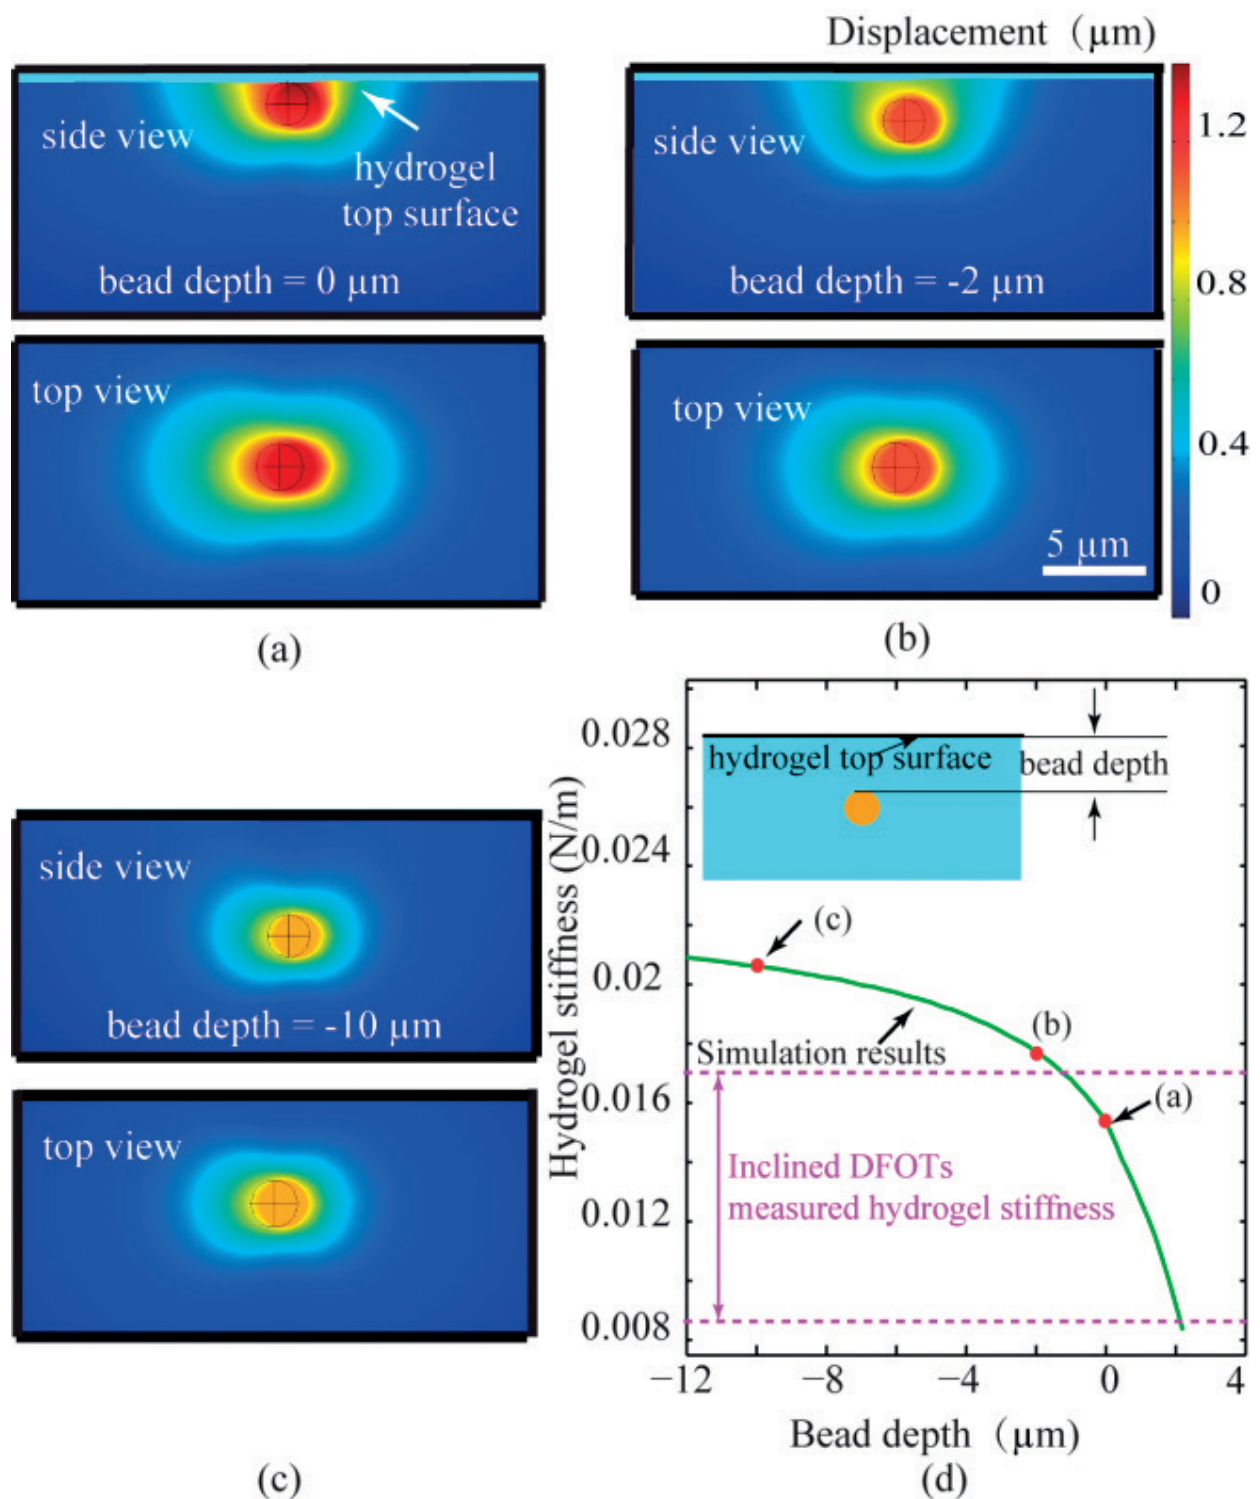 Displacement (µm)
side view
hydrogel
top surface
bead depth = 0 µm
top view
(a)
side view
bead depth = -2 µm
top view
5 µm
1.2
0.8
0.4
0
(b)
side view
bead depth = -10 µm
top view
(c)
Hydrogel stiffness (N/m)
0.028
0.024
0.02
0.016
0.012
0.008
hydrogel top surface
bead depth
(c)
(b)
Simulation results
(a)
Inclined DFOTs
measured hydrogel stiffness
−12
−8
−4
0
4
Bead depth (µm)
(d)